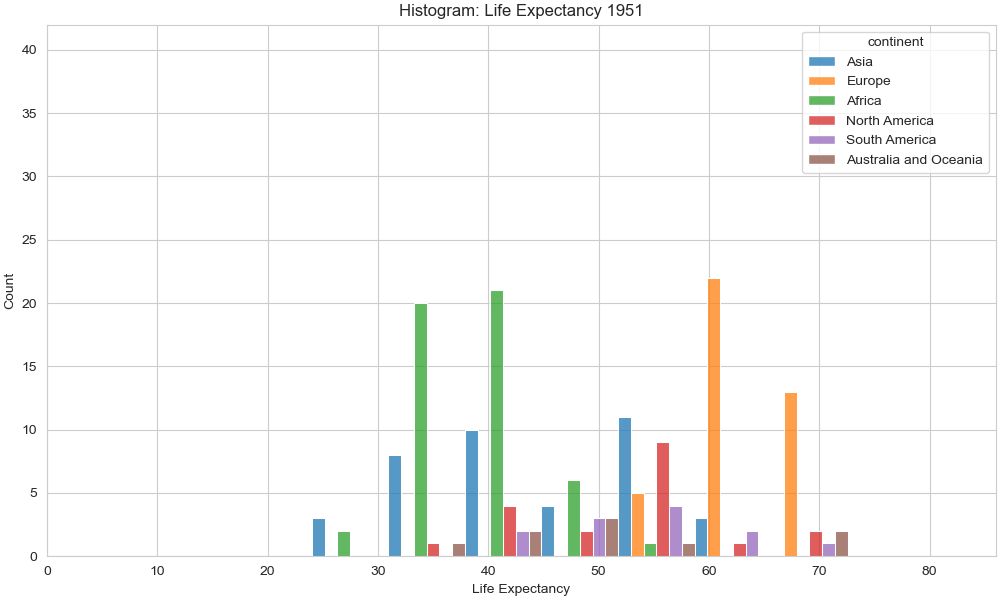 Histogram: Life Expectancy 1951
continent
Asia
Europe
Africa
North America
South America
Australia and Oceania
Count
40
35
30
25
20
15
10
5
0
0 10 20 30 40 50 60 70 80
Life Expectancy